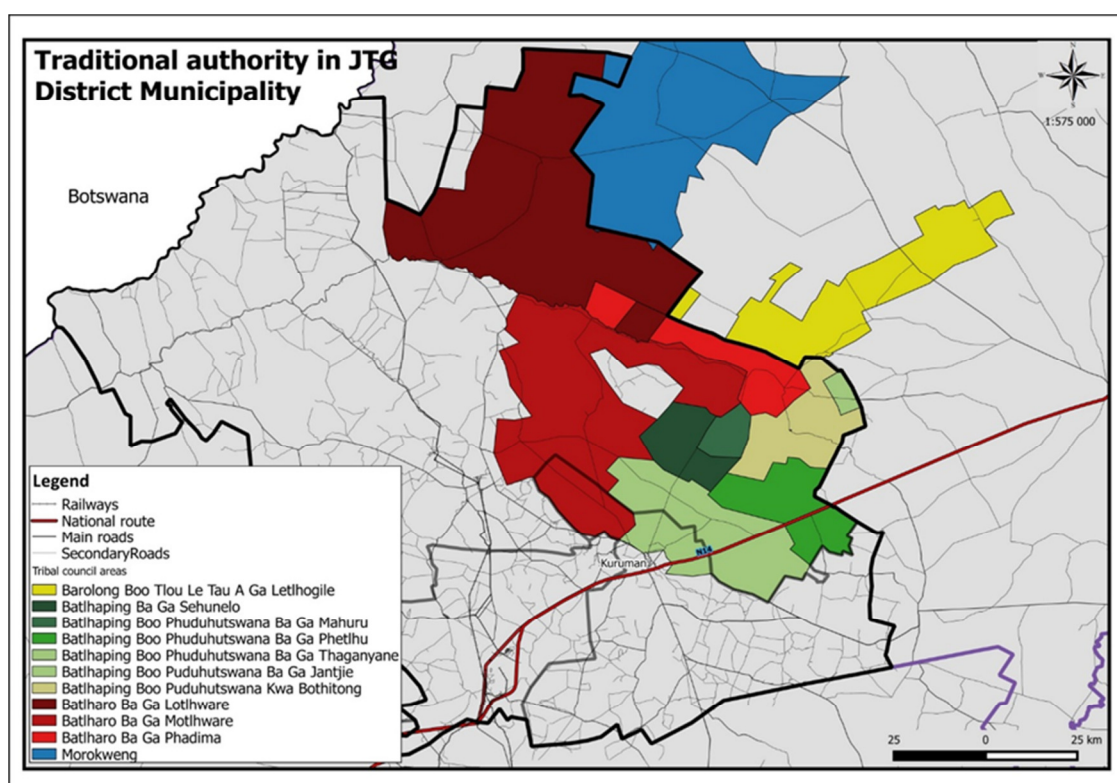 Traditional authority in JTG
District Municipality
N
W
E
S
1:575 000
Botswana
N14
Kuruman
Legend
Railways
National route
Main roads
SecondaryRoads
Tribal council areas
Barolong Boo Tlou Le Tau A Ga Letlhogile
Batlhaping Ba Ga Sehunelo
Batlhaping Boo Phuduhutswana Ba Ga Mahuru
Batlhaping Boo Phuduhutswana Ba Ga Phetlhu
Batlhaping Boo Phuduhutswana Ba Ga Thaganyane
Batlhaping Boo Puduhutswana Ba Ga Jantjie
Batlhaping Boo Puduhutswana Kwa Bothitong
Batlharo Ba Ga Lotlhware
Batlharo Ba Ga Motlhware
Batlharo Ba Ga Phadima
Morokweng
25 0 25 km